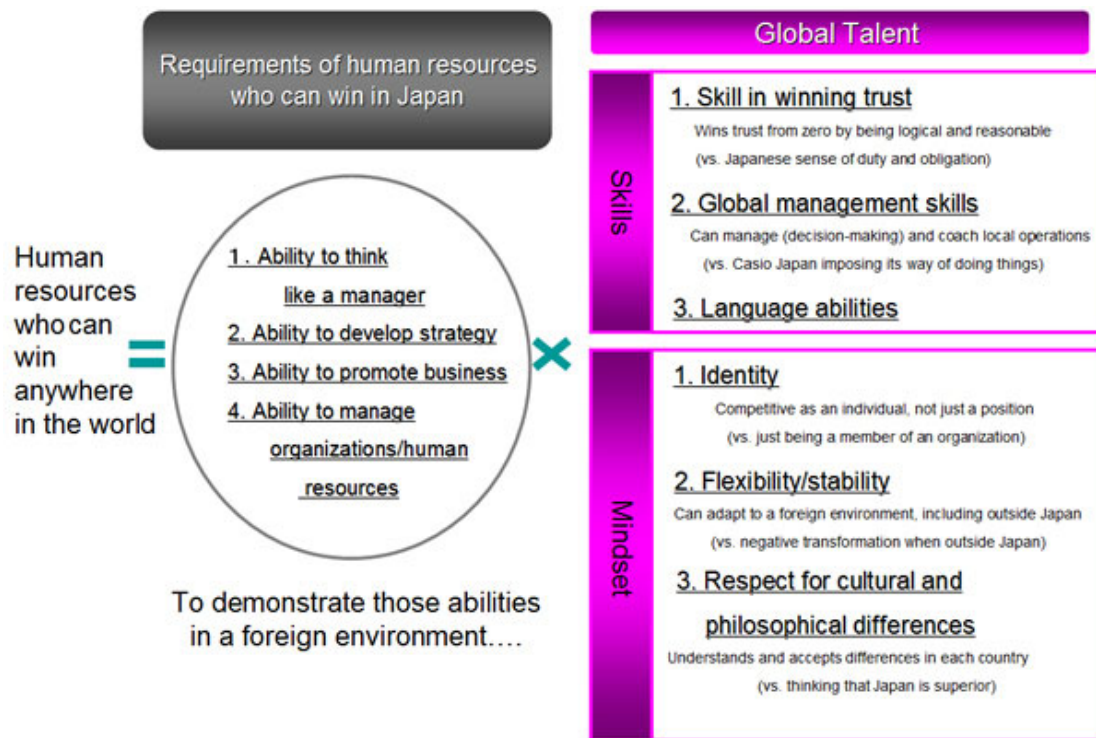 Requirements of human resources
who can win in Japan
Human
resources
who can
win
anywhere
in the world
=
1. Ability to think
like a manager
2. Ability to develop strategy
3. Ability to promote business
4. Ability to manage
organizations/human
resources
×
To demonstrate those abilities
in a foreign environment....
Global Talent
Skills
1. Skill in winning trust
Wins trust from zero by being logical and reasonable
(vs. Japanese sense of duty and obligation)
2. Global management skills
Can manage (decision-making) and coach local operations
(vs. Casio Japan imposing its way of doing things)
3. Language abilities
Mindset
1. Identity
Competitive as an individual, not just a position
(vs. just being a member of an organization)
2. Flexibility/stability
Can adapt to a foreign environment, including outside Japan
(vs. negative transformation when outside Japan)
3. Respect for cultural and
philosophical differences
Understands and accepts differences in each country
(vs. thinking that Japan is superior)